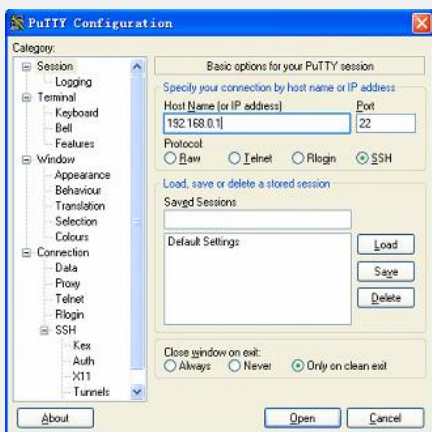 PuTTY Configuration
Category:
Session
Logging
Terminal
Keyboard
Bell
Features
Window
Appearance
Behaviour
Translation
Selection
Colours
Connection
Data
Proxy
Telnet
Rlogin
SSH
Kex
Auth
X11
Tunnels
Basic options for your PuTTY session
Specify your connection by host name or IP address
Host Name (or IP address) Port
192.168.0.1 22
Protocol:
Raw Telnet Rlogin SSH
Load, save or delete a stored session
Saved Sessions
Default Settings
Load
Save
Delete
Close window on exit:
Always Never Only on clean exit
About Open Cancel